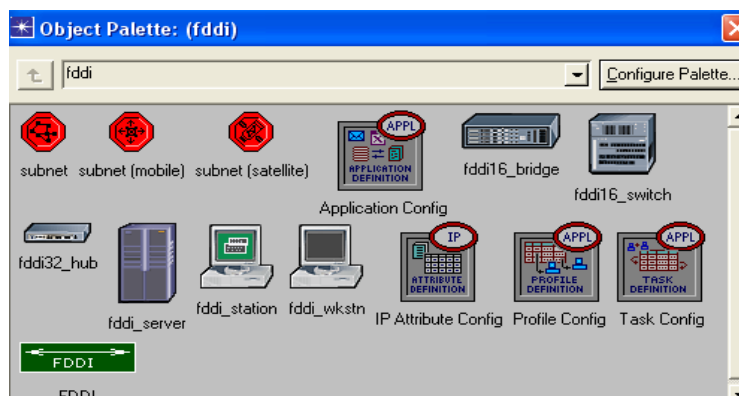 Object Palette: (fddi)
fddi
Configure Palette...
subnet
subnet (mobile)
subnet (satellite)
APPL
APPLICATION
DEFINITION
Application Config
fddi16_bridge
fddi16_switch
fddi32_hub
fddi_server
fddi_station
fddi_wkstn
IP
ATTRIBUTE
DEFINITION
IP Attribute Config
APPL
PROFILE
DEFINITION
Profile Config
APPL
TASK
DEFINITION
Task Config
FDDI
FDDI